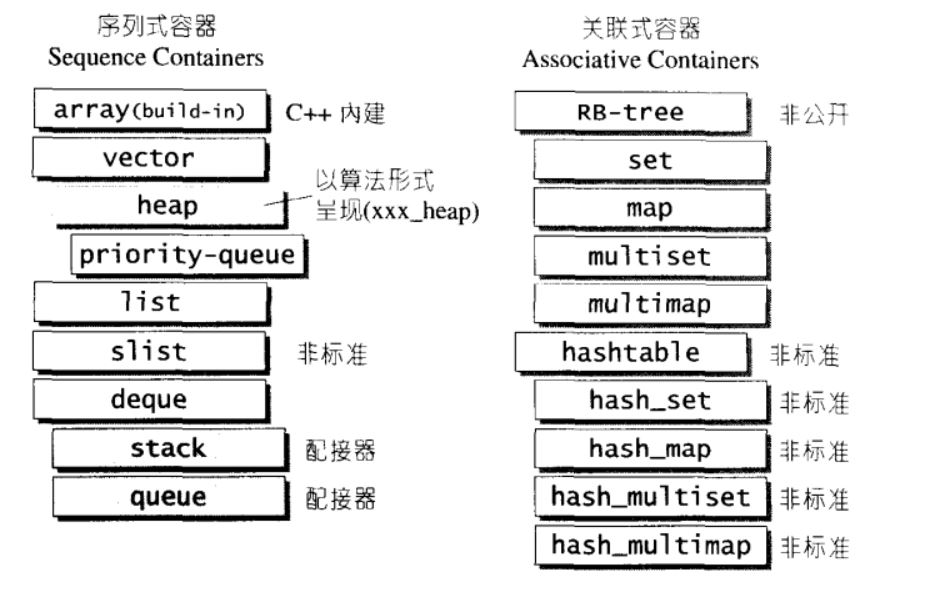 序列式容器
Sequence Containers
array(build-in) C++ 內建
vector
heap
以算法形式
呈现(xxx_heap)
priority-queue
list
slist 非标准
deque
stack 配接器
queue 配接器
关联式容器
Associative Containers
RB-tree 非公开
set
map
multiset
multimap
hashtable 非标准
hash_set 非标准
hash_map 非标准
hash_multiset 非标准
hash_multimap 非标准